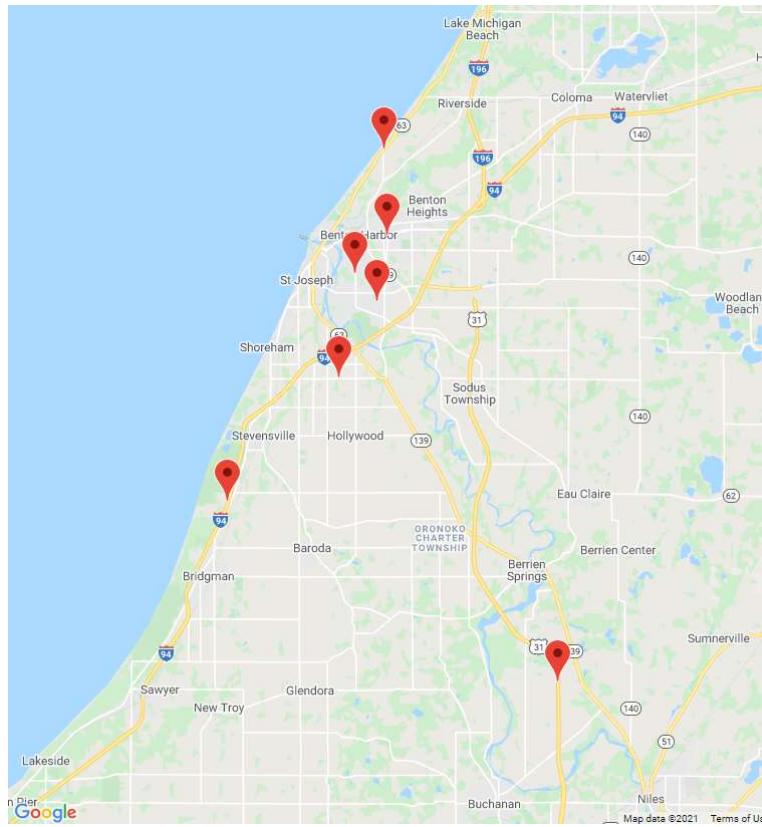 Lake Michigan
Beach
196
Riverside
Coloma
Watervliet
94
63
140
196
94
Benton
Heights
Benton Harbor
140
St Joseph
Woodland
Beach
31
63
Shoreham
94
Sodus
Township
140
Stevensville
Hollywood
139
Eau Claire
62
94
ORONOKO
CHARTER
TOWNSHIP
Baroda
Berrien Center
Bridgman
Berrien
Springs
31
Sumnerville
94
Sawyer
Glendora
New Troy
140
51
Lakeside
Niles
Buchanan
Google
Map data ©2021
Terms of Us